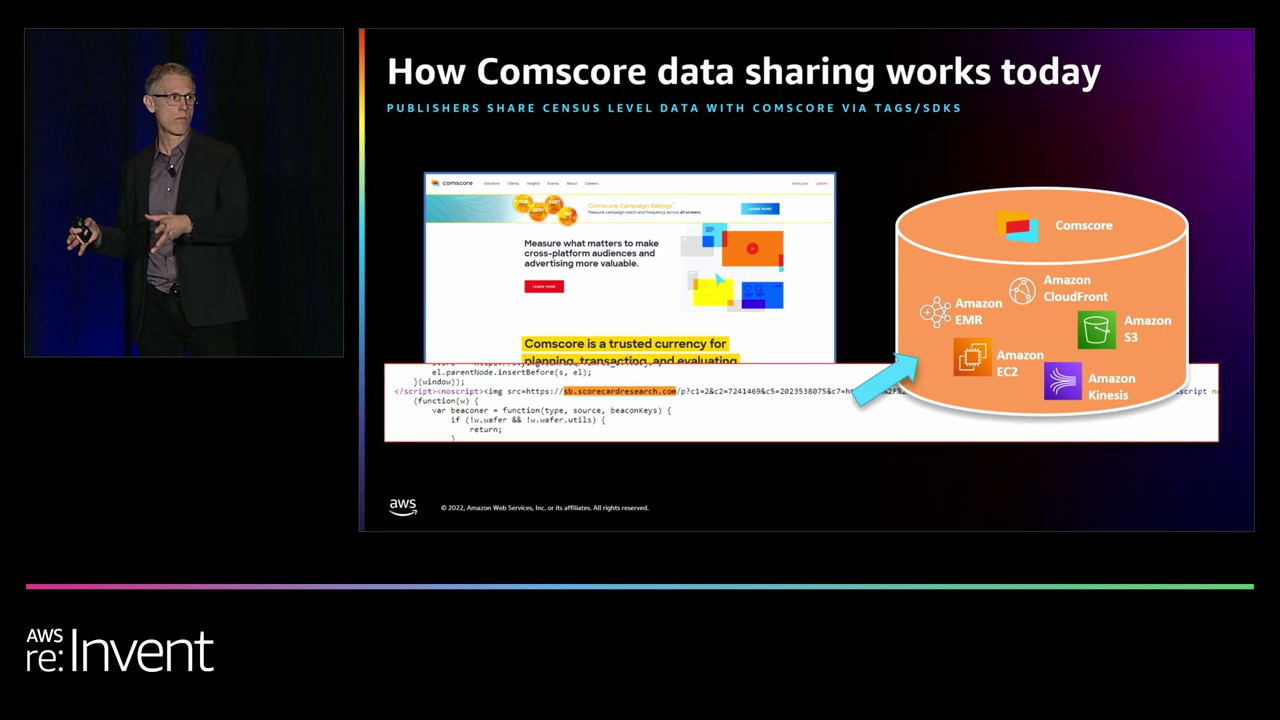 How Comscore data sharing works today
PUBLISHERS SHARE CENSUS LEVEL DATA WITH COMSCORE VIA TAGS/SDKS
comscore
Solutions Clients Insights Events About Careers
ENGLISH LOGIN
Comscore Campaign Ratings™
Measure campaign reach and frequency across all screens
LEARN MORE
Measure what matters to make
cross-platform audiences and
advertising more valuable.
LEARN MORE
Comscore is a trusted currency for
planning, transacting, and evaluating
el.parentNode.insertBefore(s, el);
}(window));
</script><noscript><img src=https://sb.scorecardresearch.com/p?c1=2&c2=7241469&c5=2023538075&c7=
(function(w) {
var beaconer = function(type, source, beaconKeys) {
if (!w.wafer && !w.wafer.utils) {
return;
}
Comscore
Amazon
CloudFront
Amazon
EMR
Amazon
S3
Amazon
EC2
Amazon
Kinesis
aws
© 2022, Amazon Web Services, Inc. or its affiliates. All rights reserved.
AWS
re:Invent